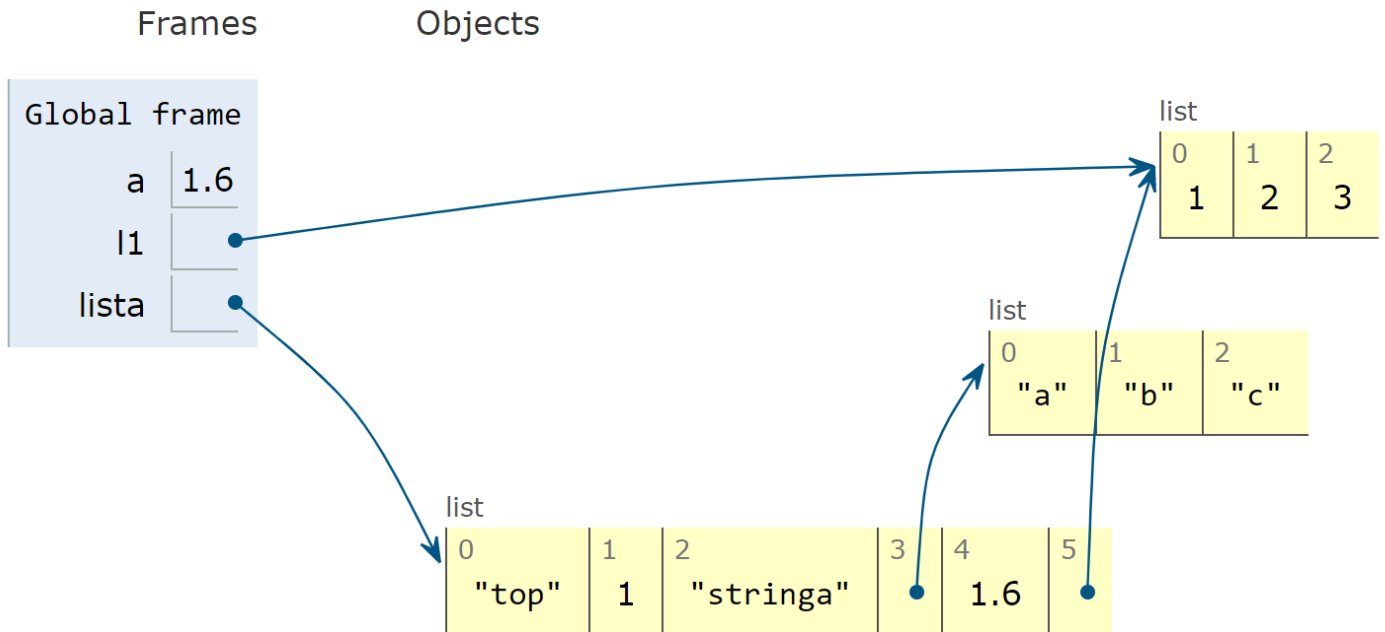 Frames Objects
Global frame
a 1.6
l1
lista
list
0 1 2
1 2 3
list
0 1 2
"a" "b" "c"
list
0 1 2 3 4 5
"top" 1 "stringa" 1.6